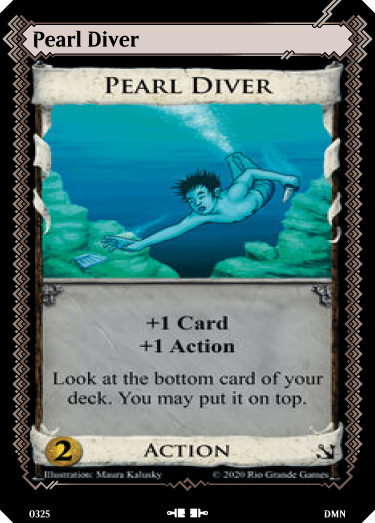 Pearl Diver
PEARL DIVER
+1 Card
+1 Action
Look at the bottom card of your
deck. You may put it on top.
2
ACTION
Illustration: Maura Kalusky
© 2020 Rio Grande Games
0325
DMN